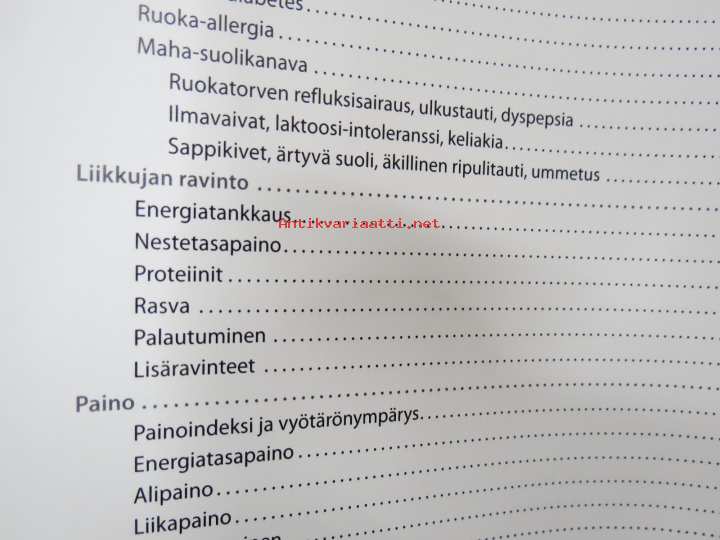 Ruoka-allergia
Maha-suolikanava
Ruokatorven refluksisairaus, ulkustauti, dyspepsia
Ilmavaivat, laktoosi-intoleranssi, keliakia
Sappikivet, ärtyvä suoli, äkillinen ripulitauti, ummetus
Liikkujan ravinto
Energiatankkaus
Antikvariaatti.net
Nestetasapaino
Proteiinit
Rasva
Palautuminen
Lisäravinteet
Paino
Painoindeksi ja vyötärönympärys
Energiatasapaino
Alipaino
Liikapaino